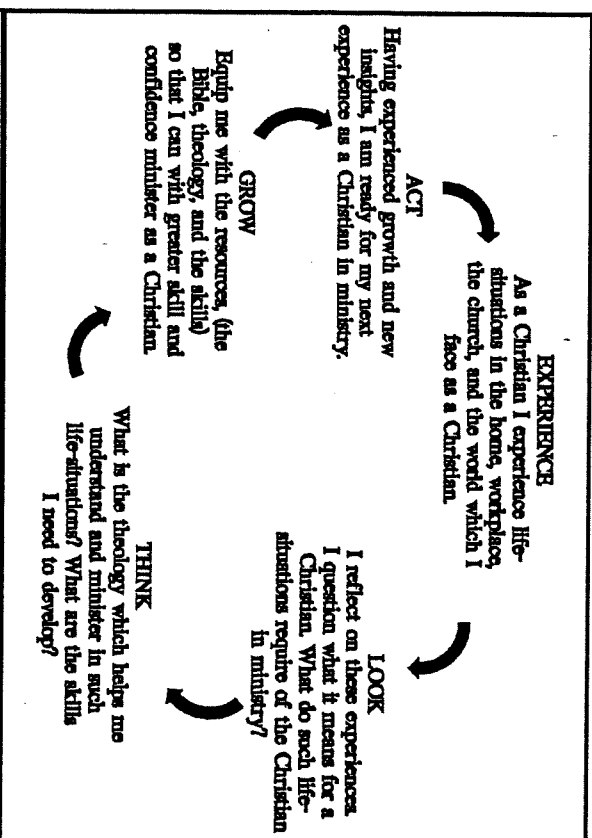 EXPERIENCE
As a Christian I experience life-
situations in the home, workplace,
the church, and the world which I
face as a Christian.
LOOK
I reflect on these experiences.
I question what it means for a
Christian. What do such life-
situations require of the Christian
in ministry?
THINK
What is the theology which helps me
understand and minister in such
life-situations? What are the skills
I need to develop?
GROW
Equip me with the resources, (the
Bible, theology, and the skills)
so that I can with greater skill and
confidence minister as a Christian.
ACT
Having experienced growth and new
insights, I am ready for my next
experience as a Christian in ministry.